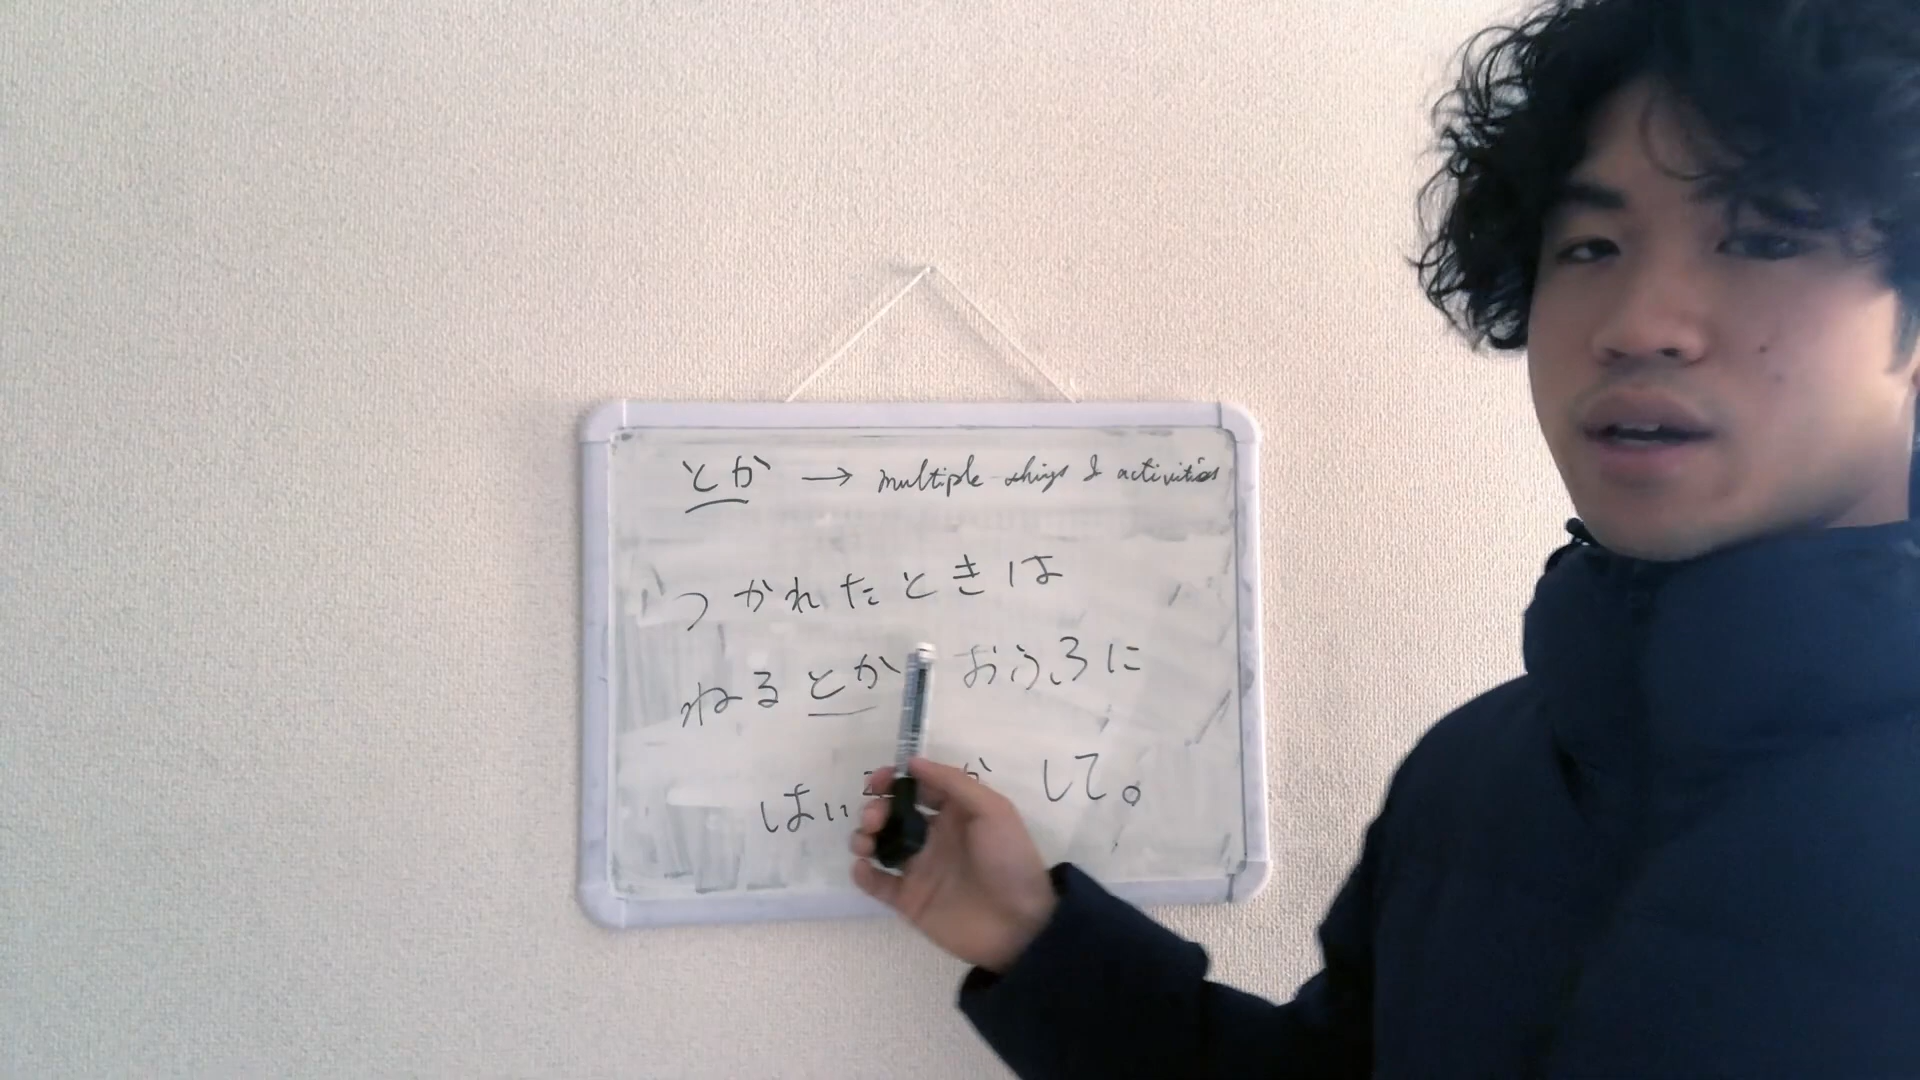 とか → multiple things & activities
つかれたときは
ねるとか おふろに
はい か して。